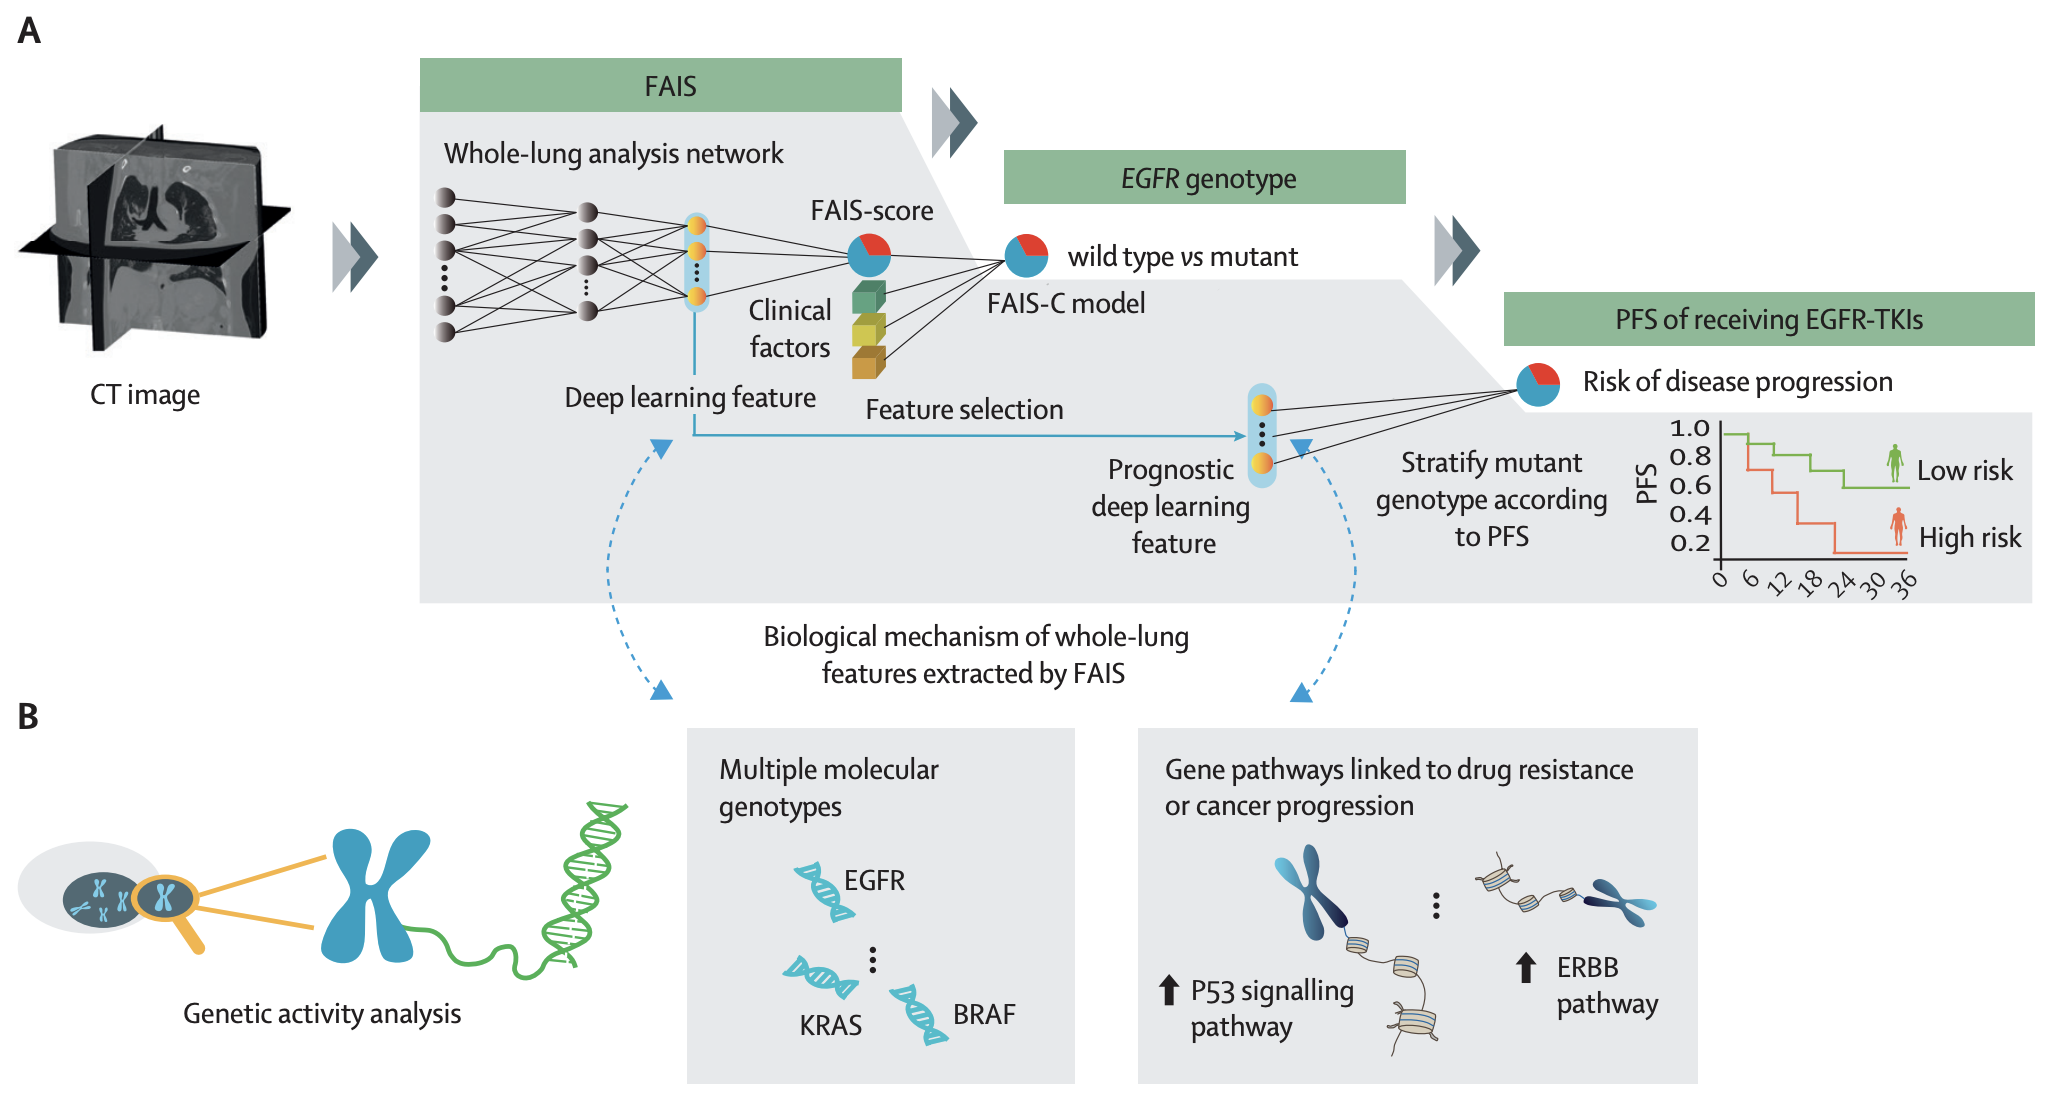 A
FAIS
Whole-lung analysis network
EGFR genotype
FAIS-score
wild type vs mutant
FAIS-C model
Clinical
factors
CT image
Deep learning feature
Feature selection
PFS of receiving EGFR-TKIs
Risk of disease progression
Prognostic
deep learning
feature
Stratify mutant
genotype according
to PFS
PFS
1.0
0.8
0.6
0.4
0.2
0
6
12
18
24
30
36
Low risk
High risk
Biological mechanism of whole-lung
features extracted by FAIS
B
Genetic activity analysis
Multiple molecular
genotypes
EGFR
KRAS
BRAF
Gene pathways linked to drug resistance
or cancer progression
P53 signalling
pathway
ERBB
pathway